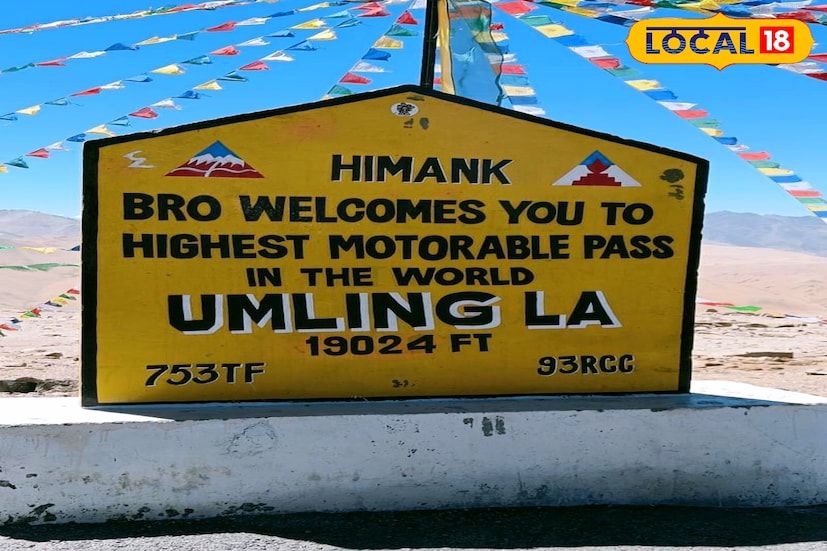 LOCAL 18
HIMANK
BRO WELCOMES YOU TO
HIGHEST MOTORABLE PASS
IN THE WORLD
UMLING LA
19024 FT
753TF 93RCC